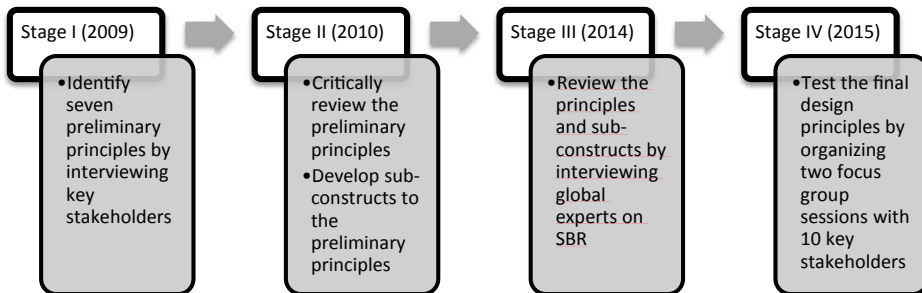 Stage I (2009)
•Identify
seven
preliminary
principles by
interviewing
key
stakeholders
Stage II (2010)
•Critically
review the
preliminary
principles
•Develop sub-
constructs to
the
preliminary
principles
Stage III (2014)
•Review the
principles
and sub-
constructs by
interviewing
global
experts on
SBR
Stage IV (2015)
•Test the final
design
principles by
organizing
two focus
group
sessions with
10 key
stakeholders